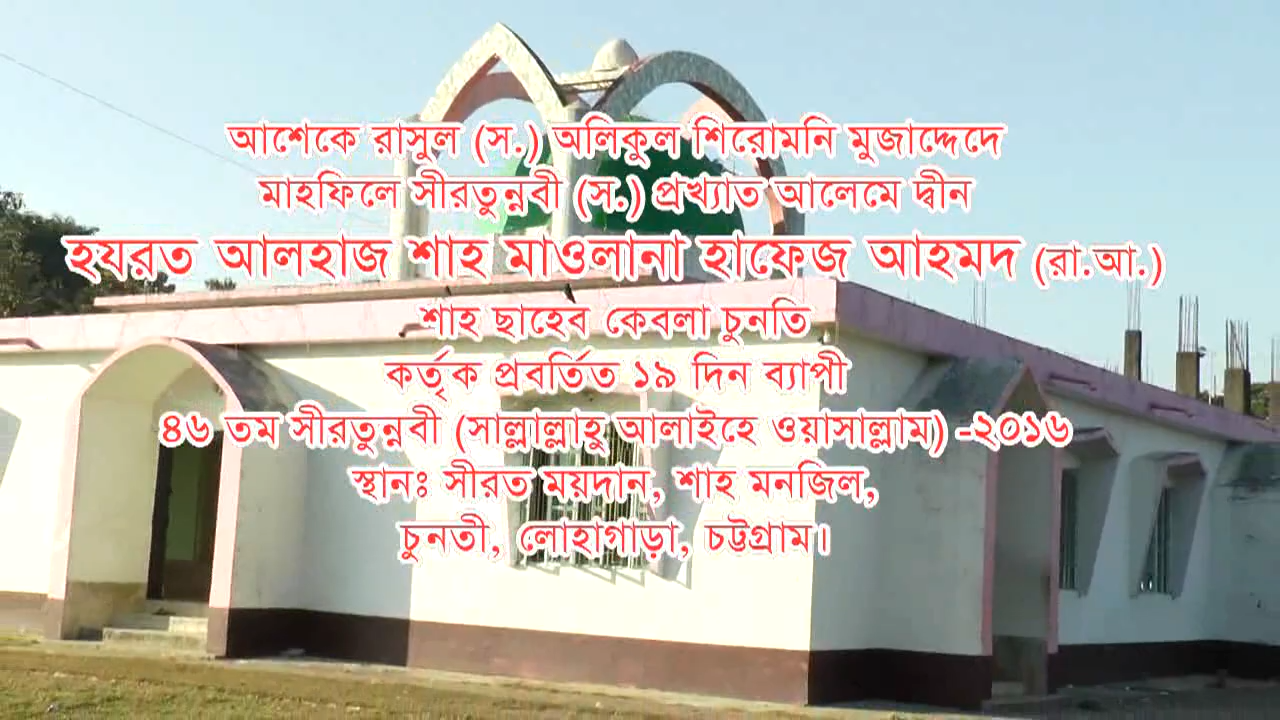 আশেকে রাসুল (স.) অলিকুল শিরোমনি মুজাদ্দেদে
মাহফিলে সীরতুন্নবী (স.) প্রখ্যাত আলেমে দ্বীন
হযরত আলহাজ শাহ মাওলানা হাফেজ আহমদ (রা.আ.)
শাহ ছাহেব কেবলা চুনতি
কর্তৃক প্রবর্তিত ১৯ দিন ব্যাপী
৪৬ তম সীরতুন্নবী (সাল্লাল্লাহু আলাইহে ওয়াসাল্লাম) -২০১৬
স্থানঃ সীরত ময়দান, শাহ মনজিল,
চুনতী, লোহাগাড়া, চট্টগ্রাম।